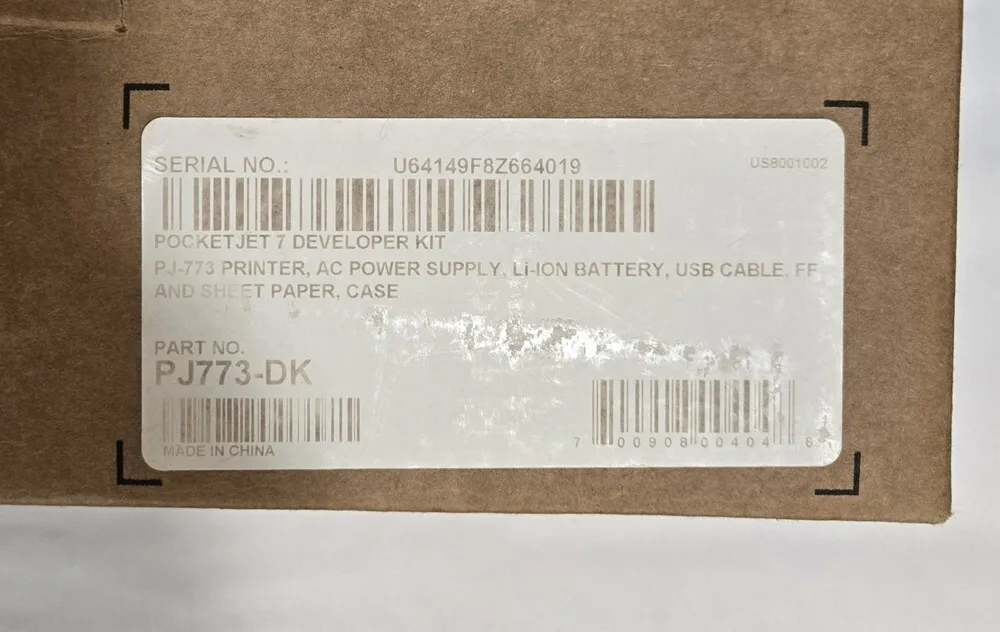 SERIAL NO.: U64149F8Z664019 US8001002
POCKETJET 7 DEVELOPER KIT
PJ-773 PRINTER, AC POWER SUPPLY, LI-ION BATTERY, USB CABLE, FF
AND SHEET PAPER, CASE
PART NO.
PJ773-DK
MADE IN CHINA
7 00908 00404